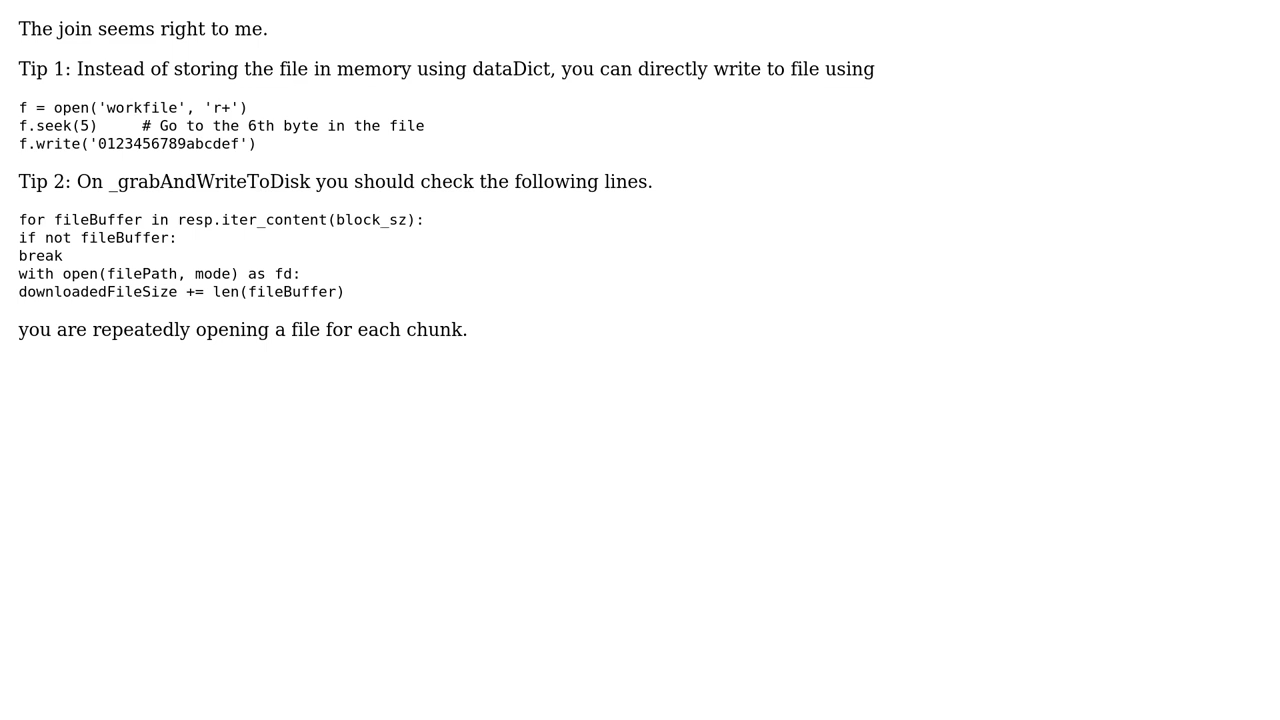 The join seems right to me.
Tip 1: Instead of storing the file in memory using dataDict, you can directly write to file using
f = open('workfile', 'r+')
f.seek(5)     # Go to the 6th byte in the file
f.write('0123456789abcdef')
Tip 2: On _grabAndWriteToDisk you should check the following lines.
for fileBuffer in resp.iter_content(block_sz):
if not fileBuffer:
break
with open(filePath, mode) as fd:
downloadedFileSize += len(fileBuffer)
you are repeatedly opening a file for each chunk.